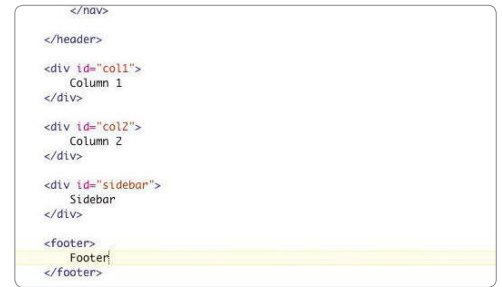 </nav>
</header>
<div id="col1">
Column 1
</div>
<div id="col2">
Column 2
</div>
<div id="sidebar">
Sidebar
</div>
<footer>
Footer
</footer>